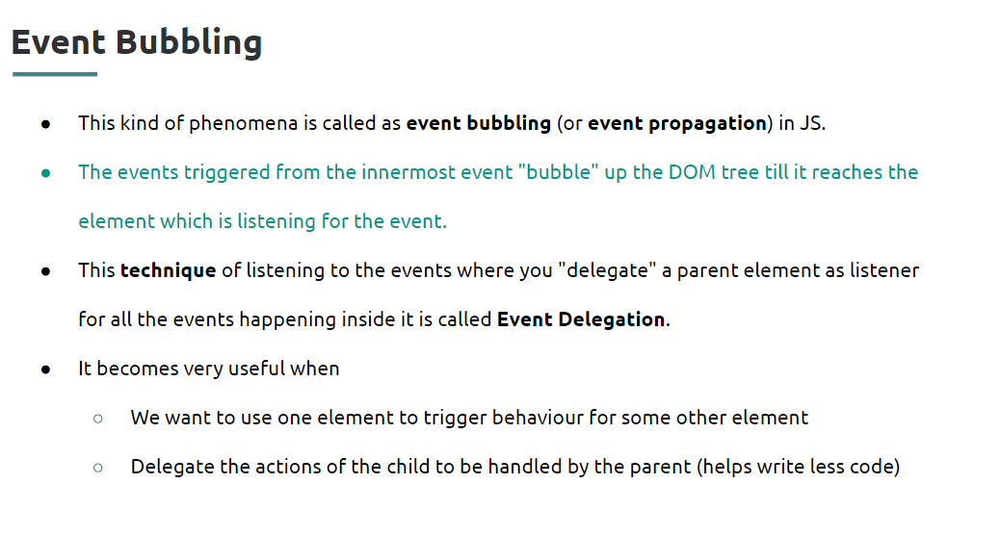 Event Bubbling
● This kind of phenomena is called as event bubbling (or event propagation) in JS.
● The events triggered from the innermost event "bubble" up the DOM tree till it reaches the
element which is listening for the event.
● This technique of listening to the events where you "delegate" a parent element as listener
for all the events happening inside it is called Event Delegation.
● It becomes very useful when
○ We want to use one element to trigger behaviour for some other element
○ Delegate the actions of the child to be handled by the parent (helps write less code)